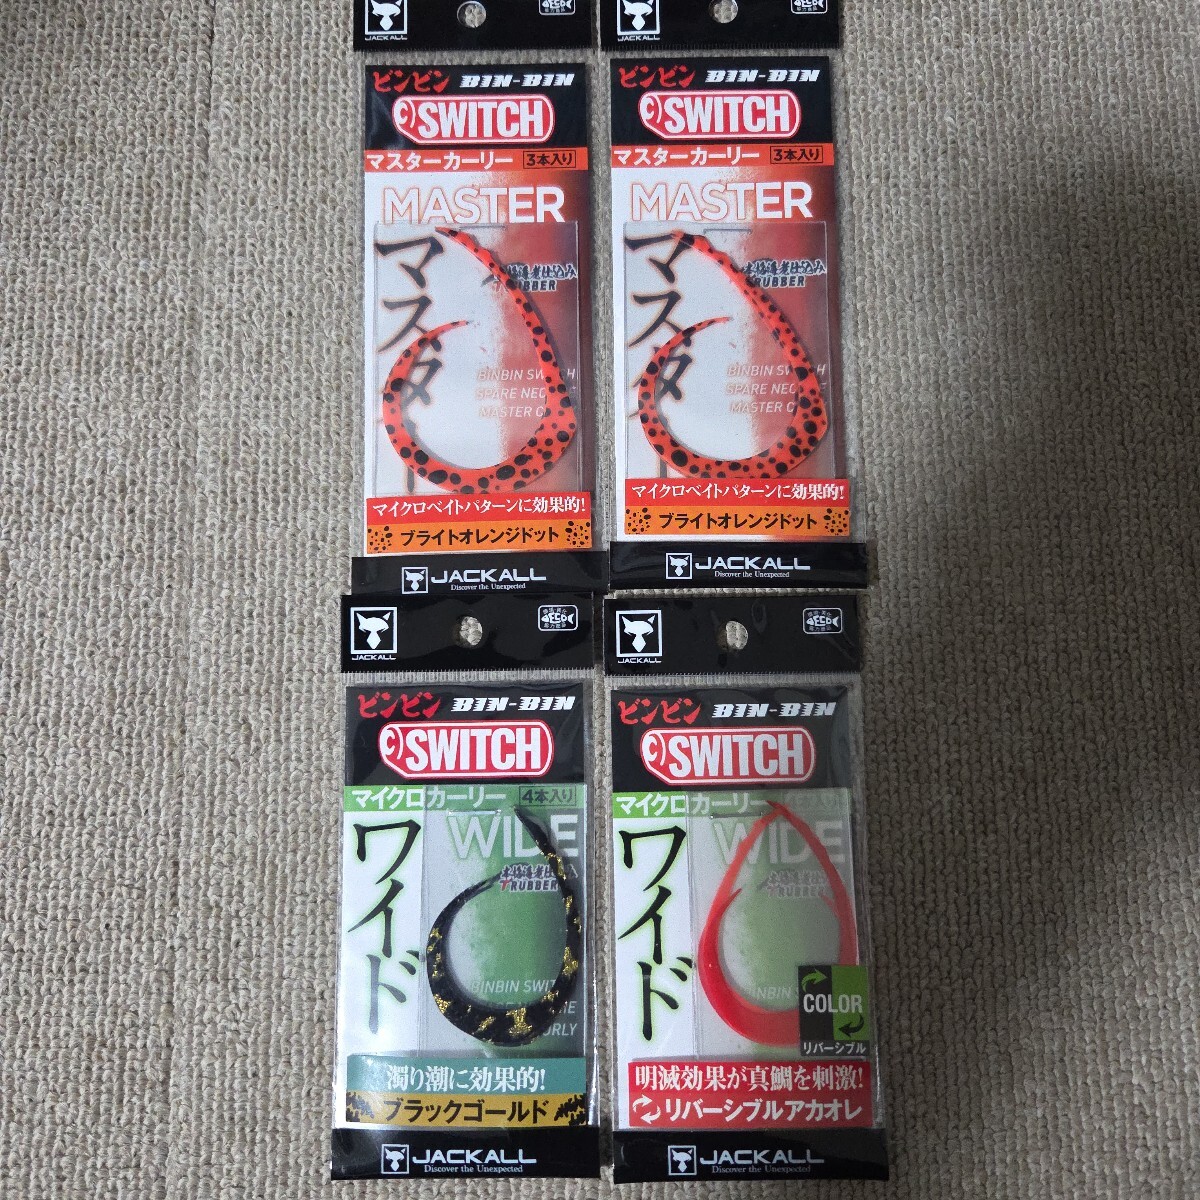 JACKALL
ビンビン BIN-BIN
SWITCH
マスターカーリー 3本入り
MASTER
マスター
RUBBER
BINBIN SWITCH
SPARE NEC
MASTER C
マイクロベイトパターンに効果的!
ブライトオレンジドット
JACKALL
Discover the Unexpected
JACKALL
ビンビン BIN-BIN
SWITCH
マスターカーリー 3本入り
MASTER
マスター
RUBBER
BINBIN SWITCH
SPARE NEC
MASTER C
マイクロベイトパターンに効果的!
ブライトオレンジドット
JACKALL
Discover the Unexpected
JACKALL
ECO
ビンビン BIN-BIN
SWITCH
マイクロカーリー 4本入り
WIDE
ワイド
RUBBER
BINBIN SWIT
URLY
濁り潮に効果的!
ブラックゴールド
JACKALL
Discover the Unexpected
JACKALL
ECO
ビンビン BIN-BIN
SWITCH
マイクロカーリー
WIDE
ワイド
RUBBER
COLOR
リバーシブル
明滅効果が真鯛を刺激!
リバーシブルアカオレ
JACKALL
Discover the Unexpected